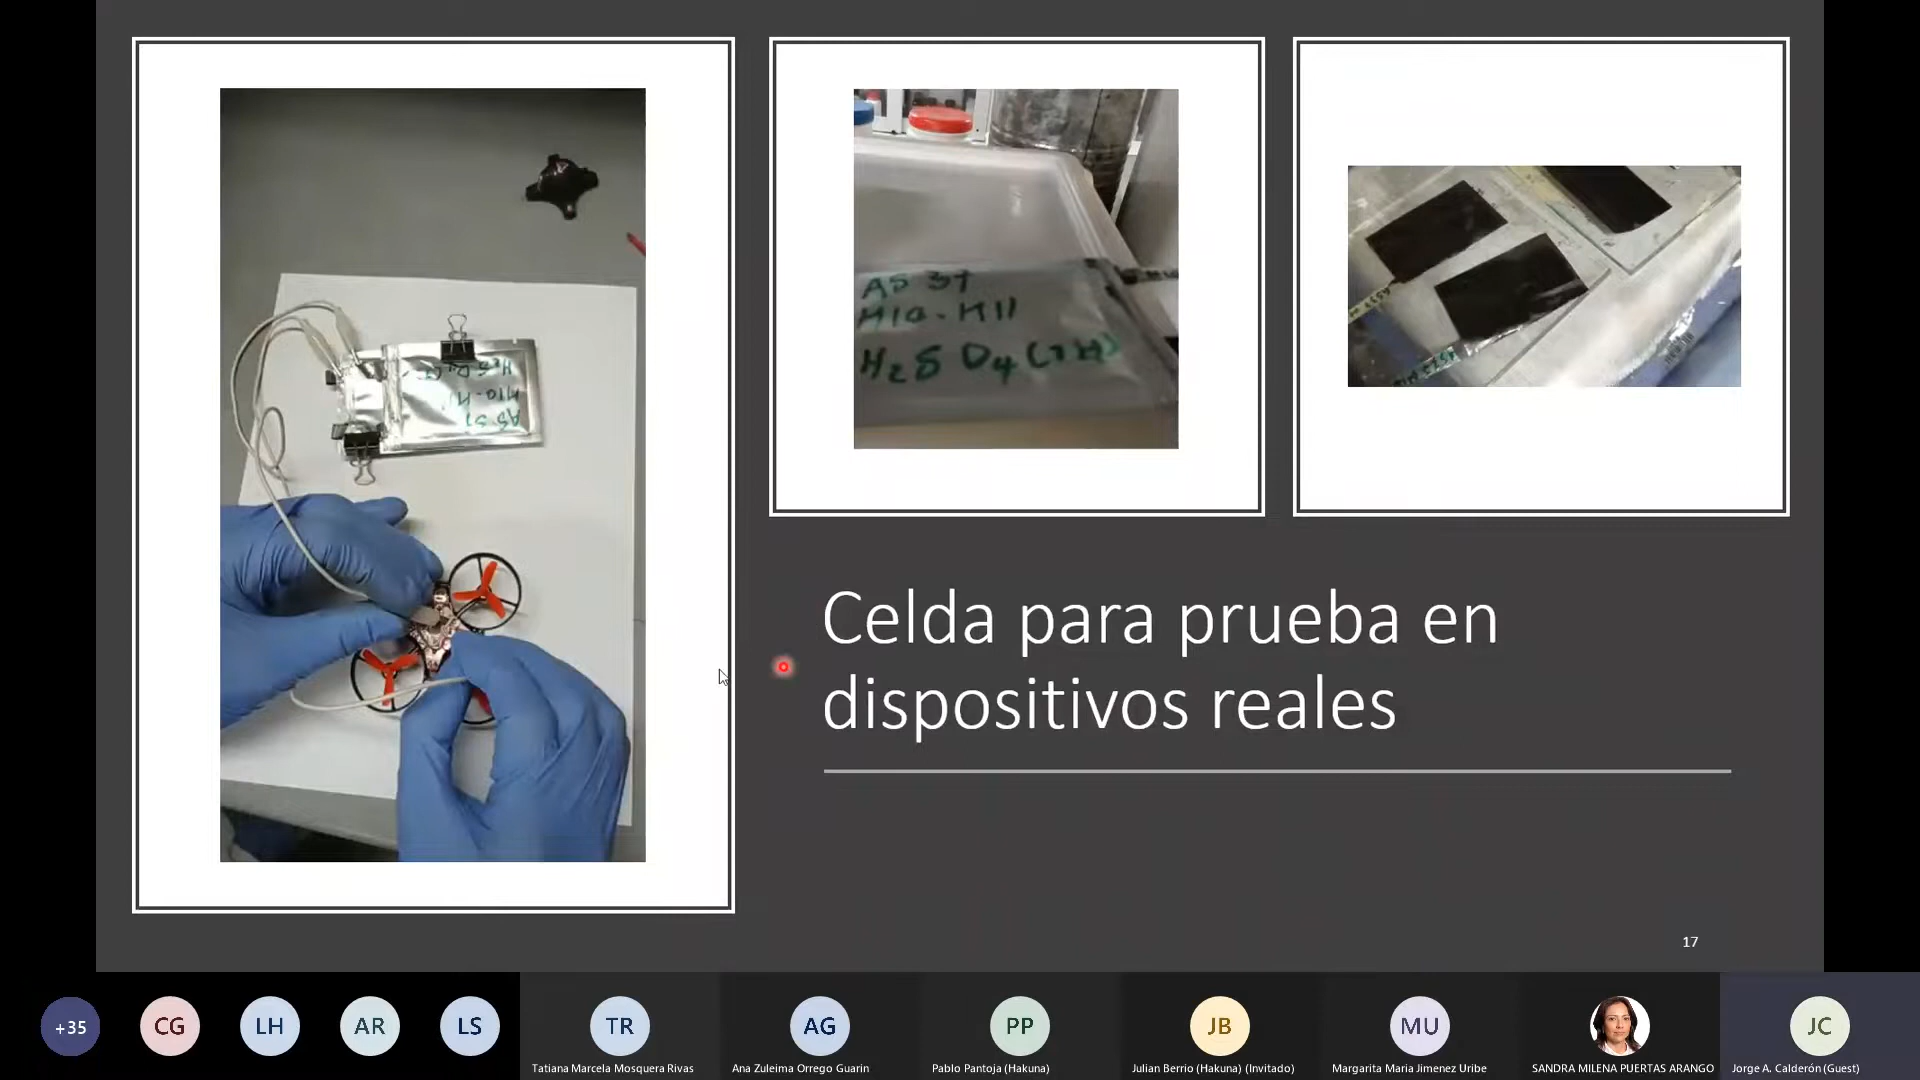 AS 37
M10-M11
H2SO4 (1M)
Celda para prueba en
dispositivos reales
17
+35
CG
LH
AR
LS
TR
AG
PP
JB
MU
JC
Tatiana Marcela Mosquera Rivas
Ana Zuleima Orrego Guarin
Pablo Pantoja (Hakuna)
Julian Berrio (Hakuna) (Invitado)
Margarita Maria Jimenez Uribe
SANDRA MILENA PUERTAS ARANGO
Jorge A. Calderón (Guest)